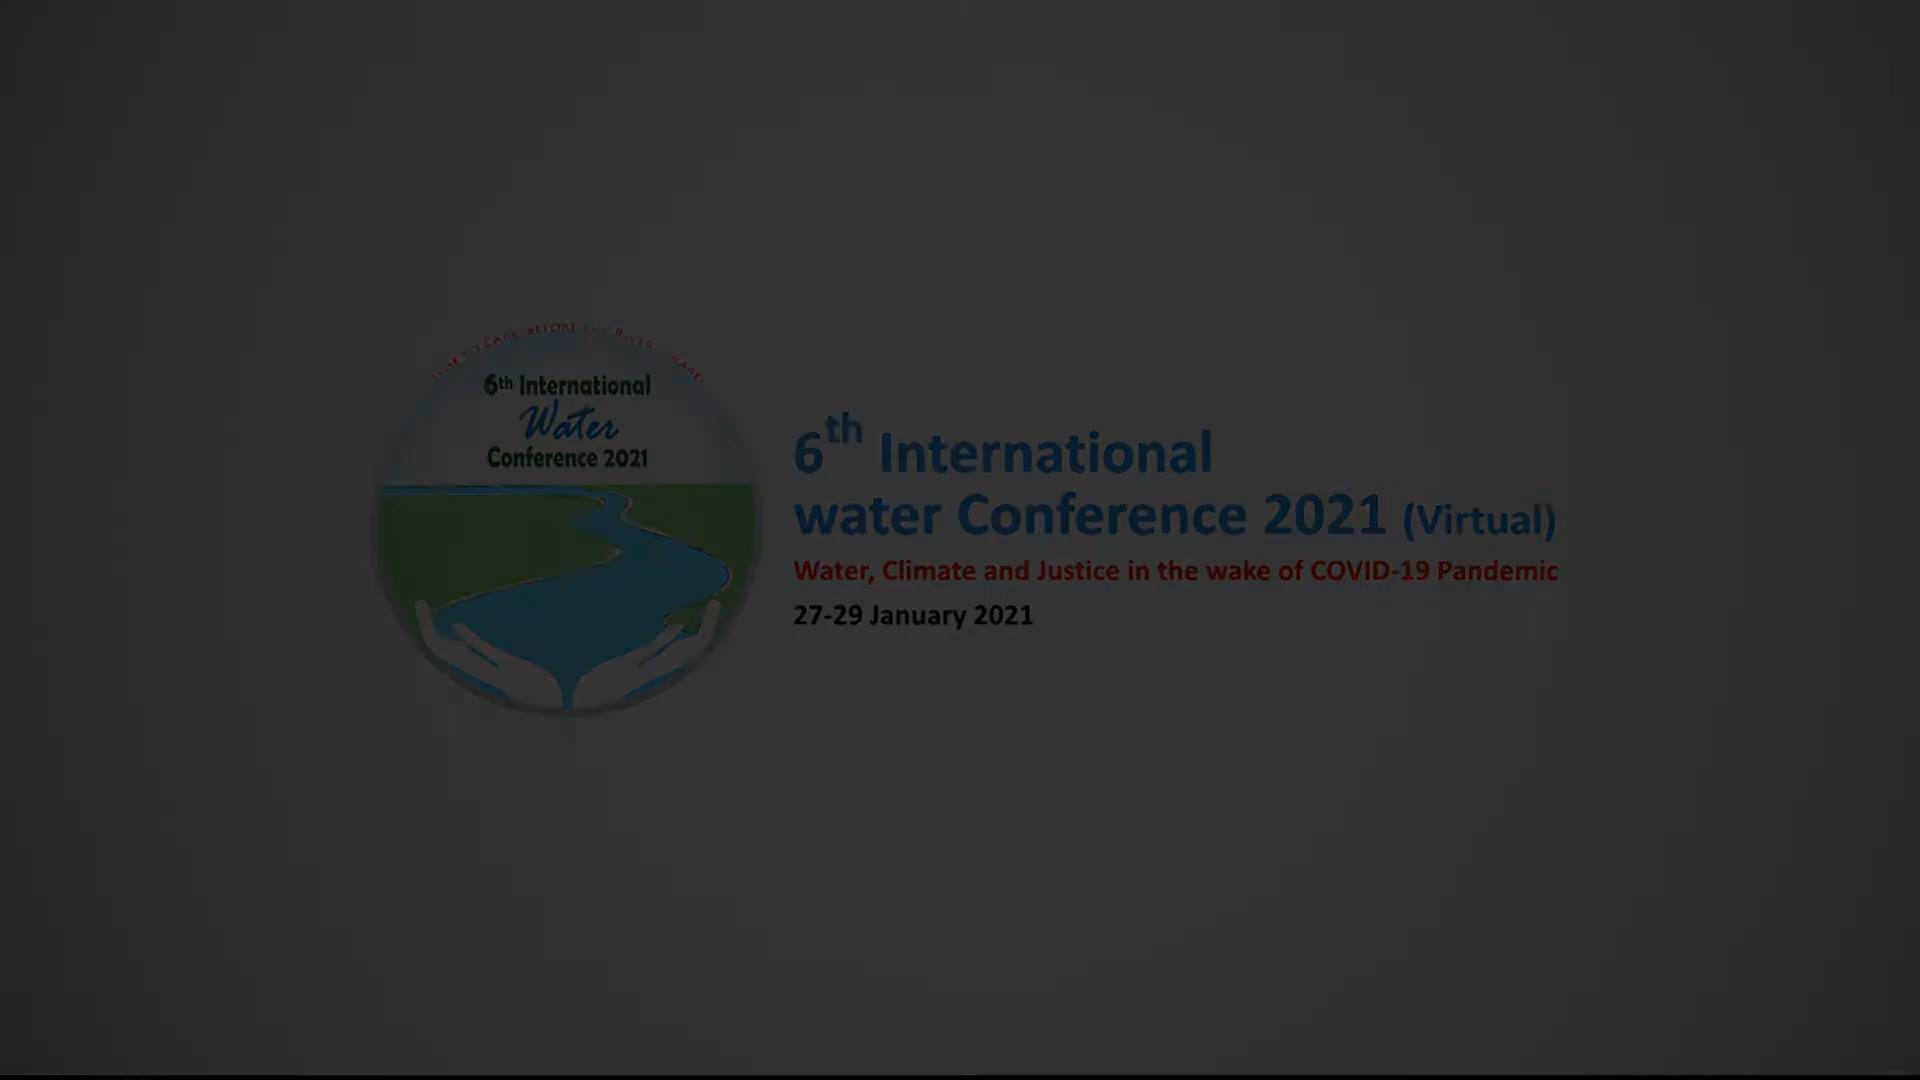 6th International
Water
Conference 2021
6th International
water Conference 2021 (Virtual)
Water, Climate and Justice in the wake of COVID-19 Pandemic
27-29 January 2021